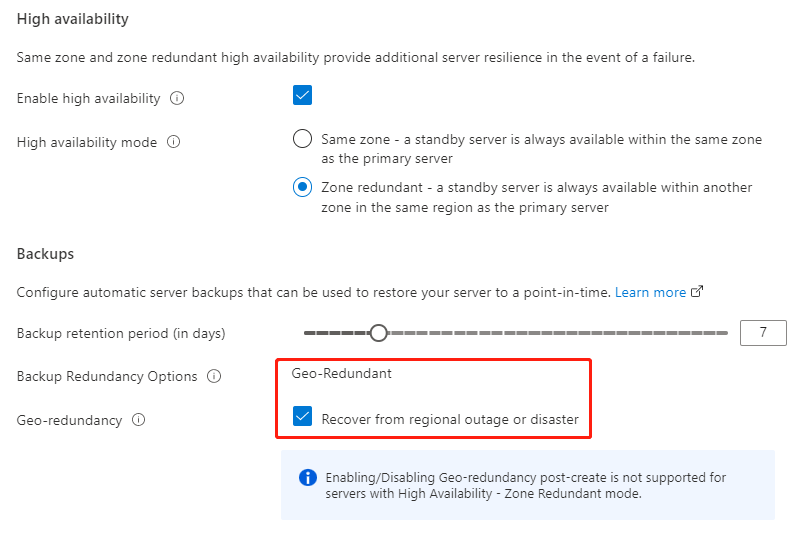 High availability
Same zone and zone redundant high availability provide additional server resilience in the event of a failure.
Enable high availability
High availability mode
Same zone - a standby server is always available within the same zone
as the primary server
Zone redundant - a standby server is always available within another
zone in the same region as the primary server
Backups
Configure automatic server backups that can be used to restore your server to a point-in-time. Learn more
Backup retention period (in days)
7
Backup Redundancy Options
Geo-Redundant
Geo-redundancy
Recover from regional outage or disaster
Enabling/Disabling Geo-redundancy post-create is not supported for
servers with High Availability - Zone Redundant mode.